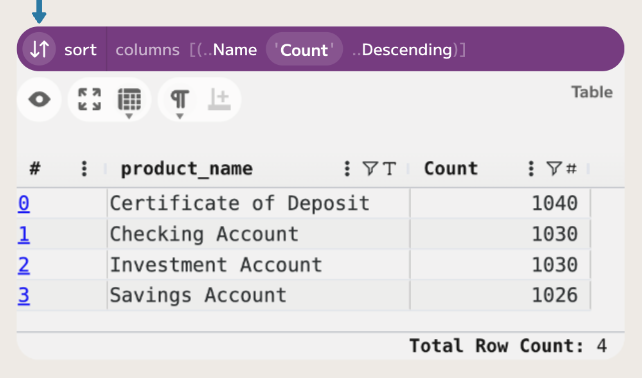 sort columns [(..Name 'Count' ..Descending)]
Table
# product_name T Count #
0 Certificate of Deposit 1040
1 Checking Account 1030
2 Investment Account 1030
3 Savings Account 1026
Total Row Count: 4